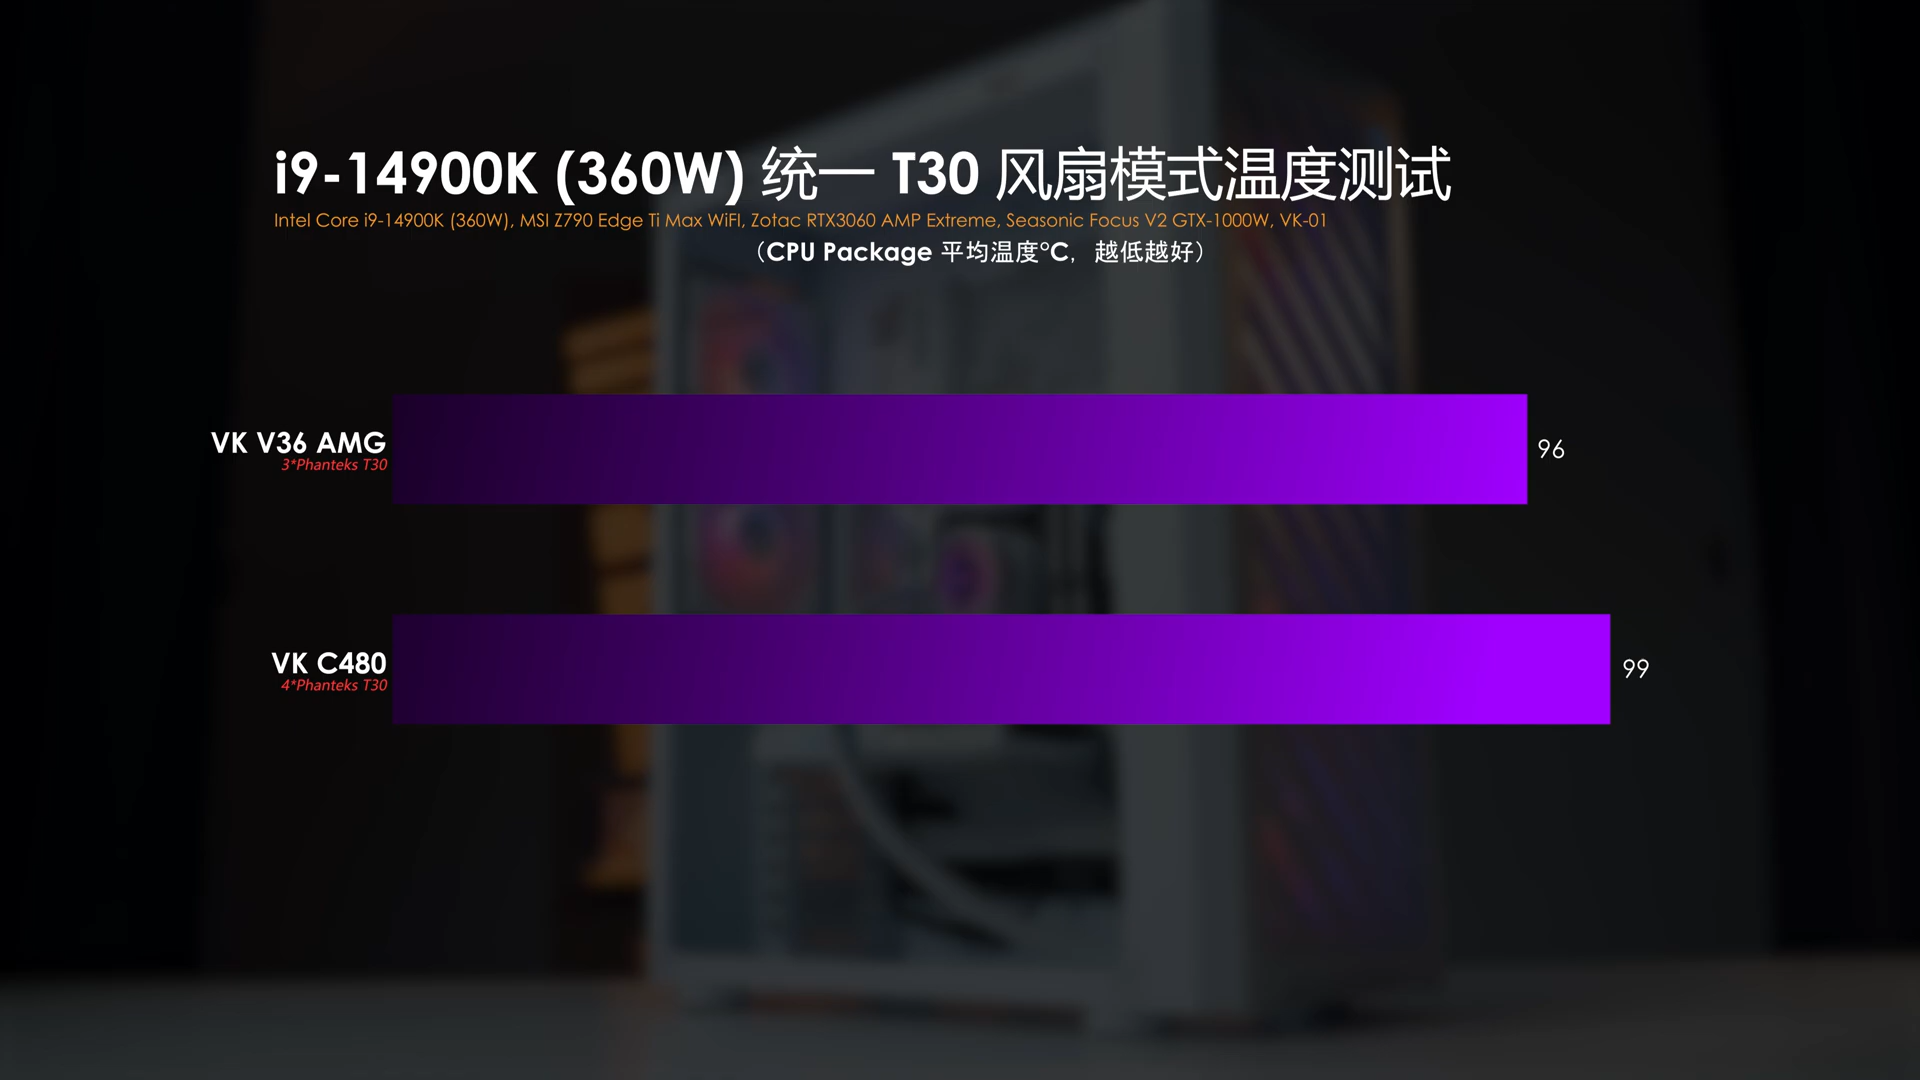 i9-14900K (360W) 统一 T30 风扇模式温度测试
Intel Core i9-14900K (360W), MSI Z790 Edge Ti Max WiFI, Zotac RTX3060 AMP Extreme, Seasonic Focus V2 GTX-1000W, VK-01
（CPU Package 平均温度°C，越低越好）
VK V36 AMG
3*Phanteks T30
96
VK C480
4*Phanteks T30
99